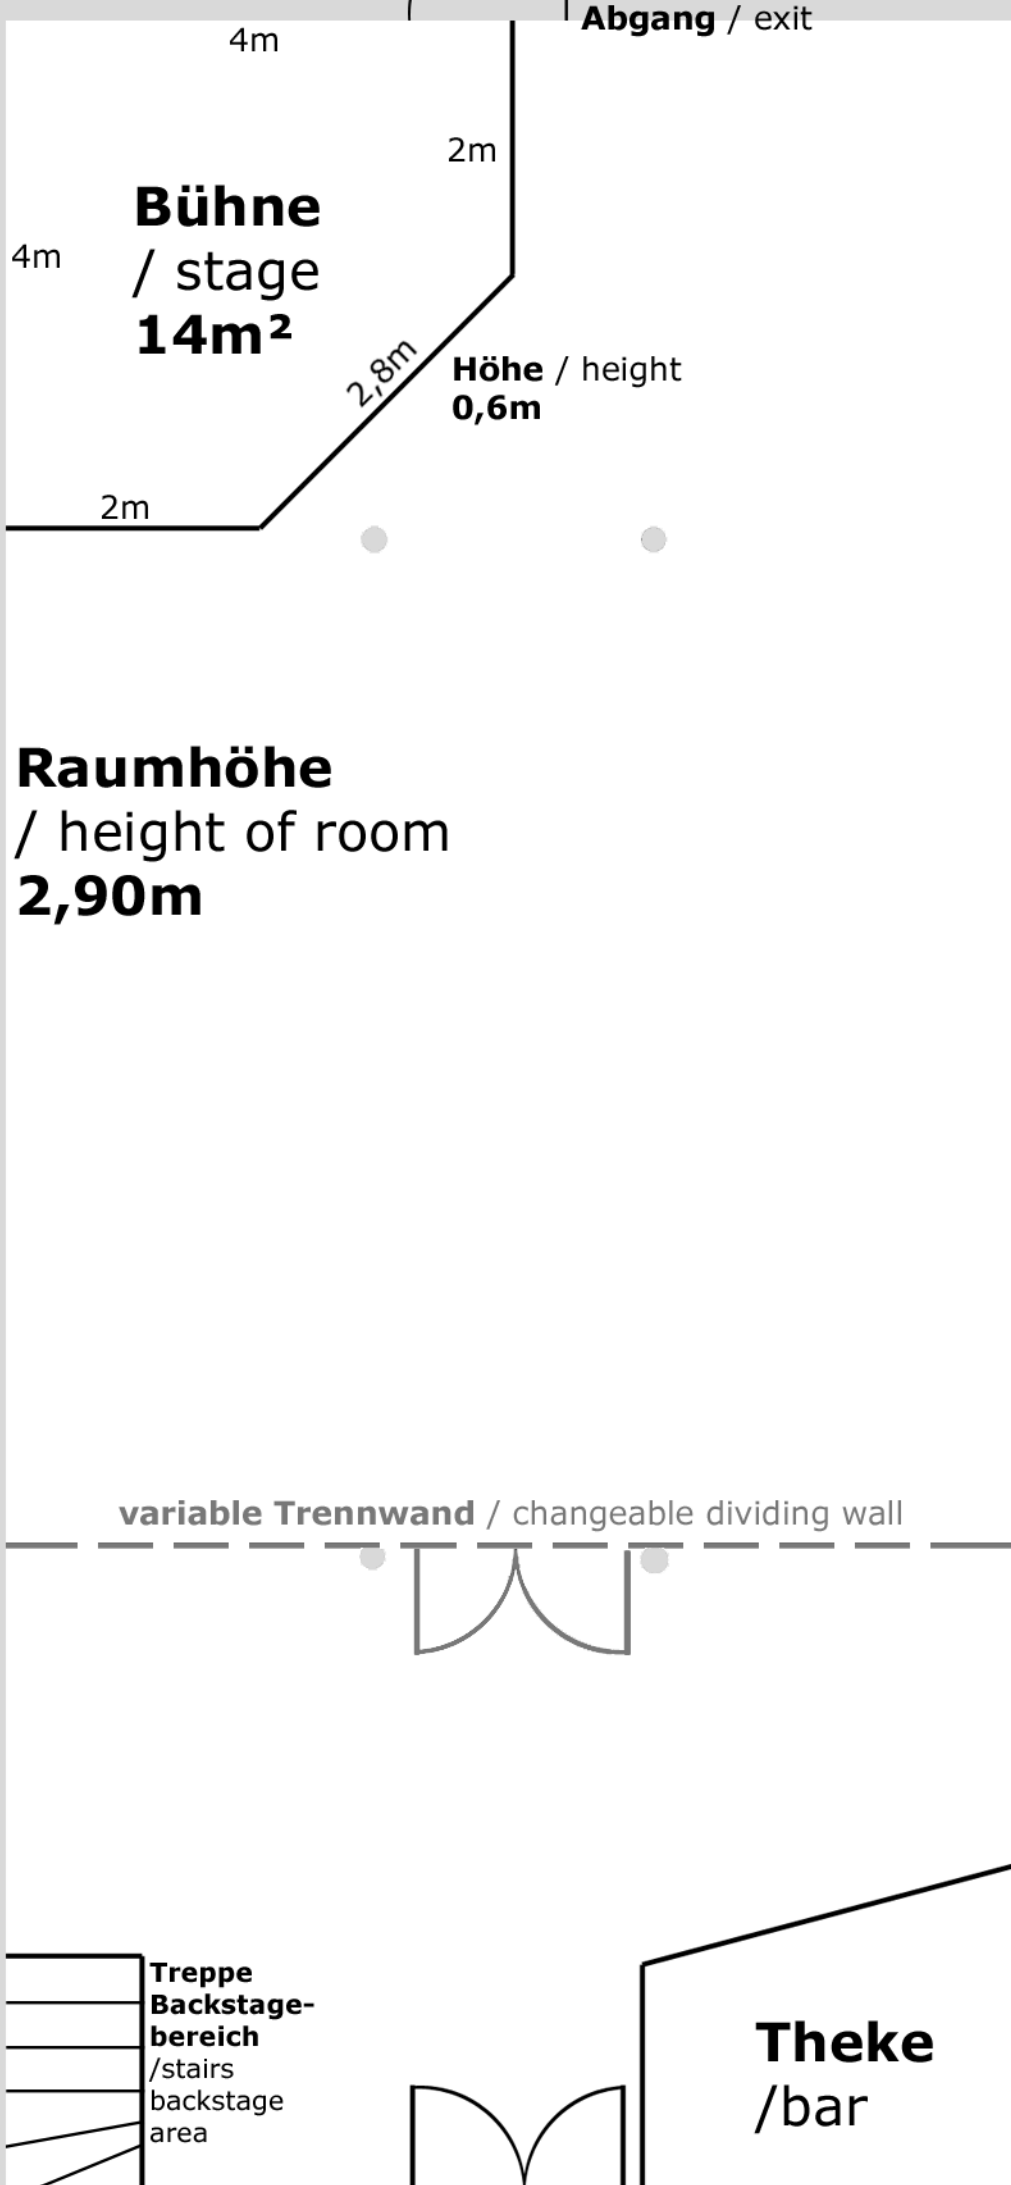 Abgang / exit
4m
2m
Bühne
/ stage
14m²
4m
2,8m
Höhe / height
0,6m
2m
Raumhöhe
/ height of room
2,90m
variable Trennwand / changeable dividing wall
Treppe
Backstage-
bereich
/stairs
backstage
area
Theke
/bar